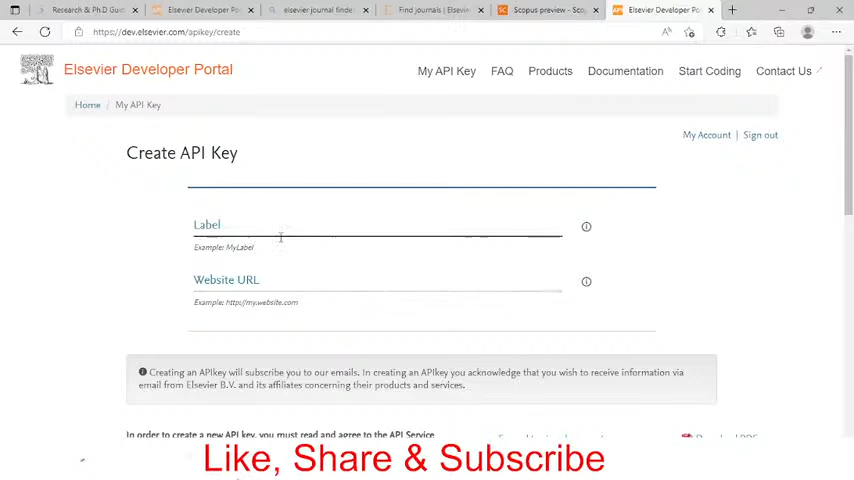 Research & Ph.D Guid
Elsevier Developer Po
elsevier journal finde
Find journals | Elsevie
SC Scopus preview - Sco
Elsevier Developer Po
https://dev.elsevier.com/apikey/create
Elsevier Developer Portal
My API Key FAQ Products Documentation Start Coding Contact Us
Home / My API Key
My Account | Sign out
Create API Key
Label
Example: MyLabel
Website URL
Example: http://my.website.com
Creating an APIkey will subscribe you to our emails. In creating an APIkey you acknowledge that you wish to receive information via
email from Elsevier B.V. and its affiliates concerning their products and services.
In order to create a new API key, you must read and agree to the API Service
Like, Share & Subscribe